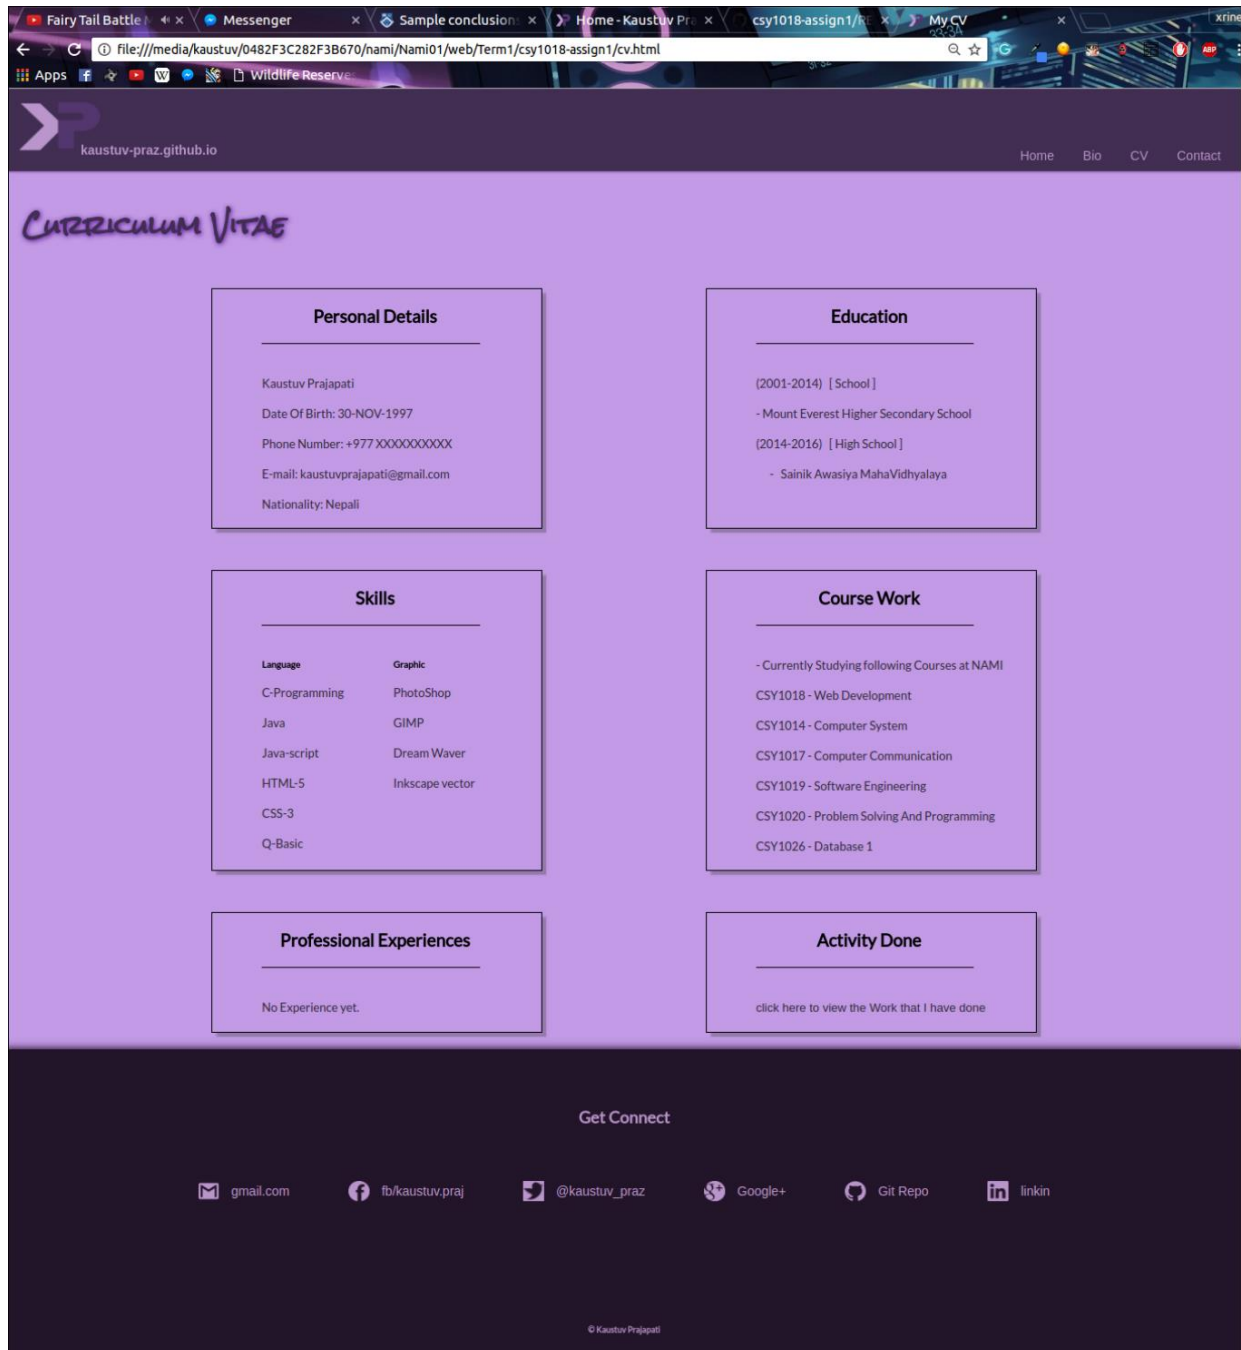 Fairy Tail Battle
Messenger
Sample conclusion
Home - Kaustuv Pra
csy1018-assign1/RE
My CV
xrine
23:34
file:///media/kaustuv/0482F3C282F3B670/nami/Nami01/web/Term1/csy1018-assign1/cv.html
ABP
Apps
Wildlife Reserve
KP
kaustuv-praz.github.io
Home
Bio
CV
Contact
Curriculum Vitae
Personal Details
Kaustuv Prajapati
Date Of Birth: 30-NOV-1997
Phone Number: +977 XXXXXXXXXX
E-mail: kaustuvprajapati@gmail.com
Nationality: Nepali
Education
(2001-2014) [ School ]
- Mount Everest Higher Secondary School
(2014-2016) [ High School ]
- Sainik Awasiya MahaVidhyalaya
Skills
Language
C-Programming
Java
Java-script
HTML-5
CSS-3
Q-Basic
Graphic
PhotoShop
GIMP
Dream Waver
Inkscape vector
Course Work
- Currently Studying following Courses at NAMI
CSY1018 - Web Development
CSY1014 - Computer System
CSY1017 - Computer Communication
CSY1019 - Software Engineering
CSY1020 - Problem Solving And Programming
CSY1026 - Database 1
Professional Experiences
No Experience yet.
Activity Done
click here to view the Work that I have done
Get Connect
gmail.com
fb/kaustuv.praj
@kaustuv_praz
Google+
Git Repo
linkin
© Kaustuv Prajapati